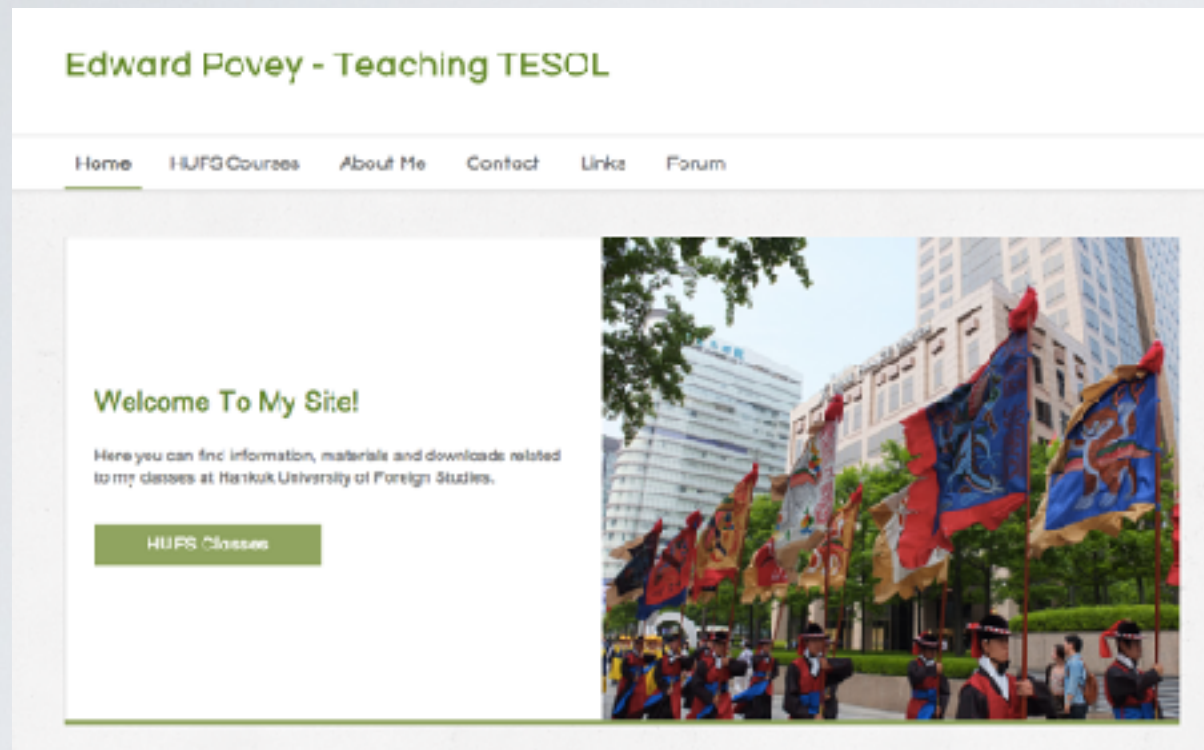 Edward Povey - Teaching TESOL
Home HUFS Courses About Me Contact Links Forum
Welcome To My Site!
Here you can find information, materials and downloads related
to my classes at Hankuk University of Foreign Studies.
HUFS Classes